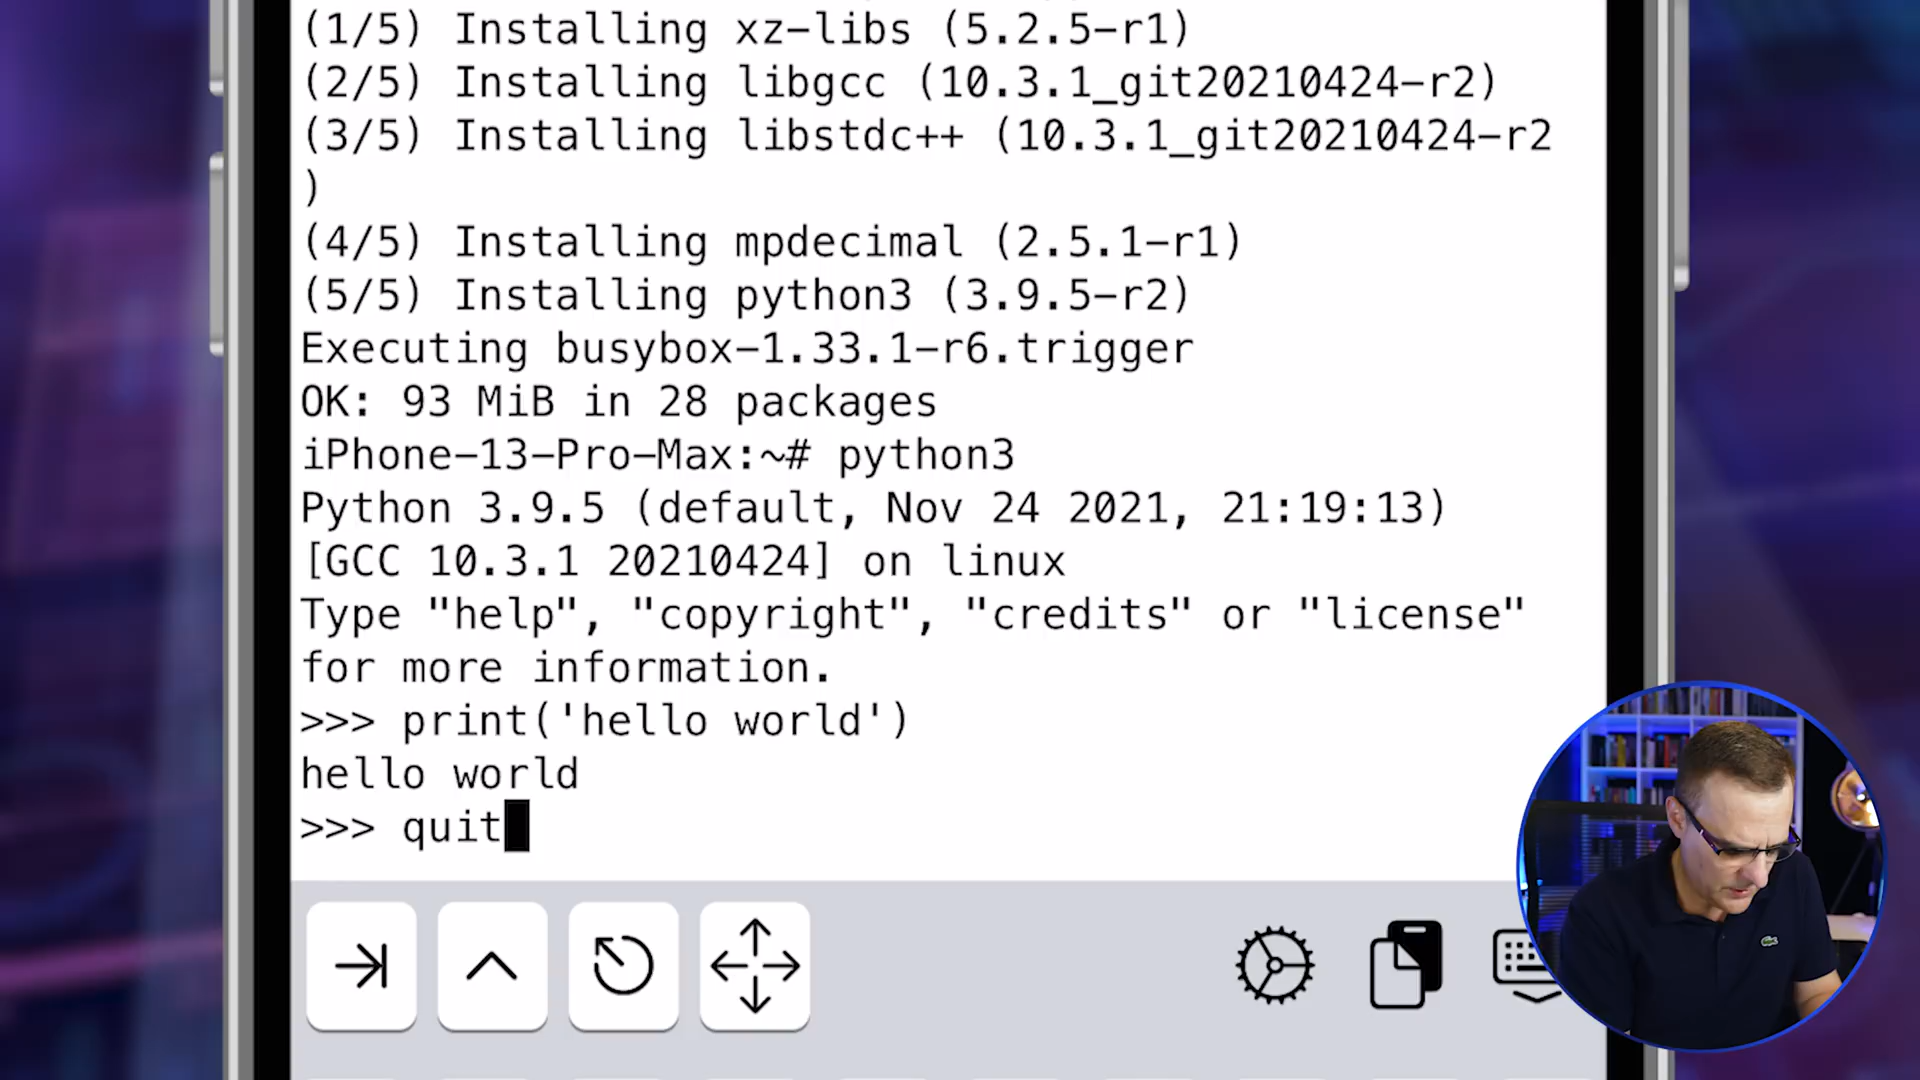 (1/5) Installing xz-libs (5.2.5-r1)
(2/5) Installing libgcc (10.3.1_git20210424-r2)
(3/5) Installing libstdc++ (10.3.1_git20210424-r2
)
(4/5) Installing mpdecimal (2.5.1-r1)
(5/5) Installing python3 (3.9.5-r2)
Executing busybox-1.33.1-r6.trigger
OK: 93 MiB in 28 packages
iPhone-13-Pro-Max:~# python3
Python 3.9.5 (default, Nov 24 2021, 21:19:13)
[GCC 10.3.1 20210424] on linux
Type "help", "copyright", "credits" or "license"
for more information.
>>> print('hello world')
hello world
>>> quit